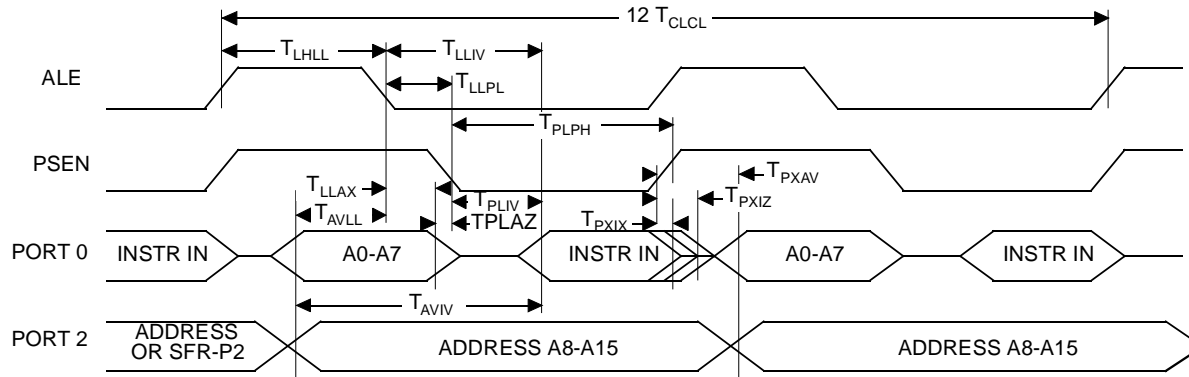 12 TCLCL
TLHLL
TLLIV
ALE
TLLPL
TPLPH
PSEN
TPXAV
TLLAX
TPLIV
TPXIZ
TAVLL
TPLAZ
TPXIX
PORT 0
INSTR IN
A0-A7
INSTR IN
A0-A7
INSTR IN
TAVIV
PORT 2
ADDRESS
OR SFR-P2
ADDRESS A8-A15
ADDRESS A8-A15